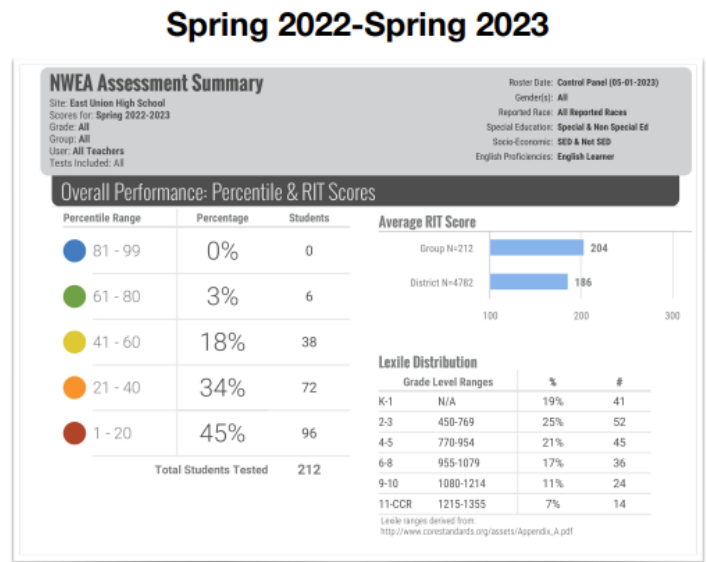 Spring 2022-Spring 2023
NWEA Assessment Summary
Site: East Union High School
Scores for: Spring 2022-2023
Grade: All
Group: All
User: All Teachers
Tests Included: All
Roster Date: Control Panel (05-01-2023)
Gender(s): All
Reported Race: All Reported Races
Special Education: Special & Non Special Ed
Socio-Economic: SED & Not SED
English Proficiencies: English Learner
Overall Performance: Percentile & RIT Scores
Percentile Range Percentage Students
81 - 99 0% 0
61 - 80 3% 6
41 - 60 18% 38
21 - 40 34% 72
1 - 20 45% 96
Total Students Tested 212
Average RIT Score
Group N=212 204
District N=4782 186
100 200 300
Lexile Distribution
Grade Level Ranges % #
K-1 N/A 19% 41
2-3 450-769 25% 52
4-5 770-954 21% 45
6-8 955-1079 17% 36
9-10 1080-1214 11% 24
11-CCR 1215-1355 7% 14
Lexile ranges derived from:
http://www.corestandards.org/assets/Appendix_A.pdf